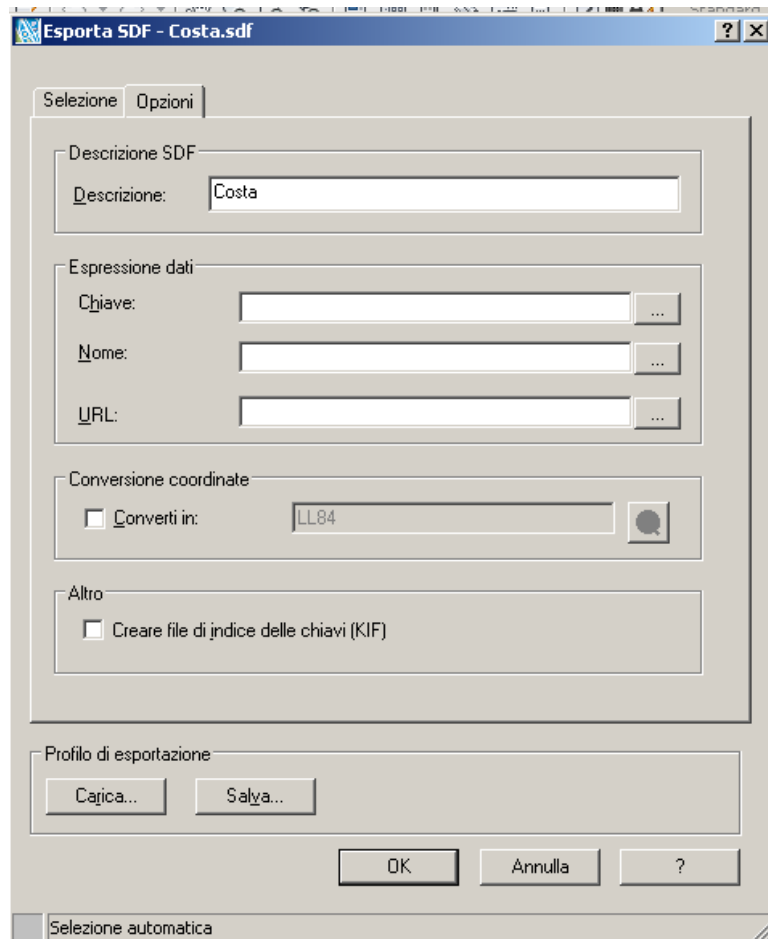 Standard
Esporta SDF - Costa.sdf
Selezione Opzioni
Descrizione SDF
Descrizione: Costa
Espressione dati
Chiave: ...
Nome: ...
URL: ...
Conversione coordinate
Converti in: LL84
Altro
Creare file di indice delle chiavi (KIF)
Profilo di esportazione
Carica... Salva...
OK Annulla ?
Selezione automatica